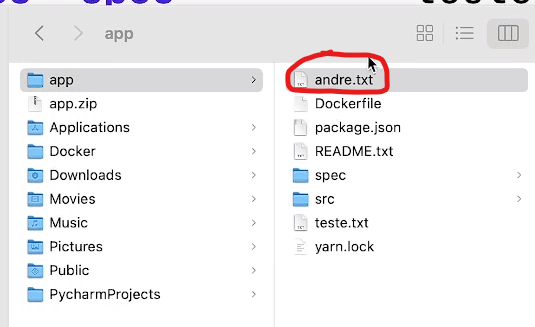 app
app
app.zip
Applications
Docker
Downloads
Movies
Music
Pictures
Public
PycharmProjects
andre.txt
Dockerfile
package.json
README.txt
spec
src
teste.txt
yarn.lock